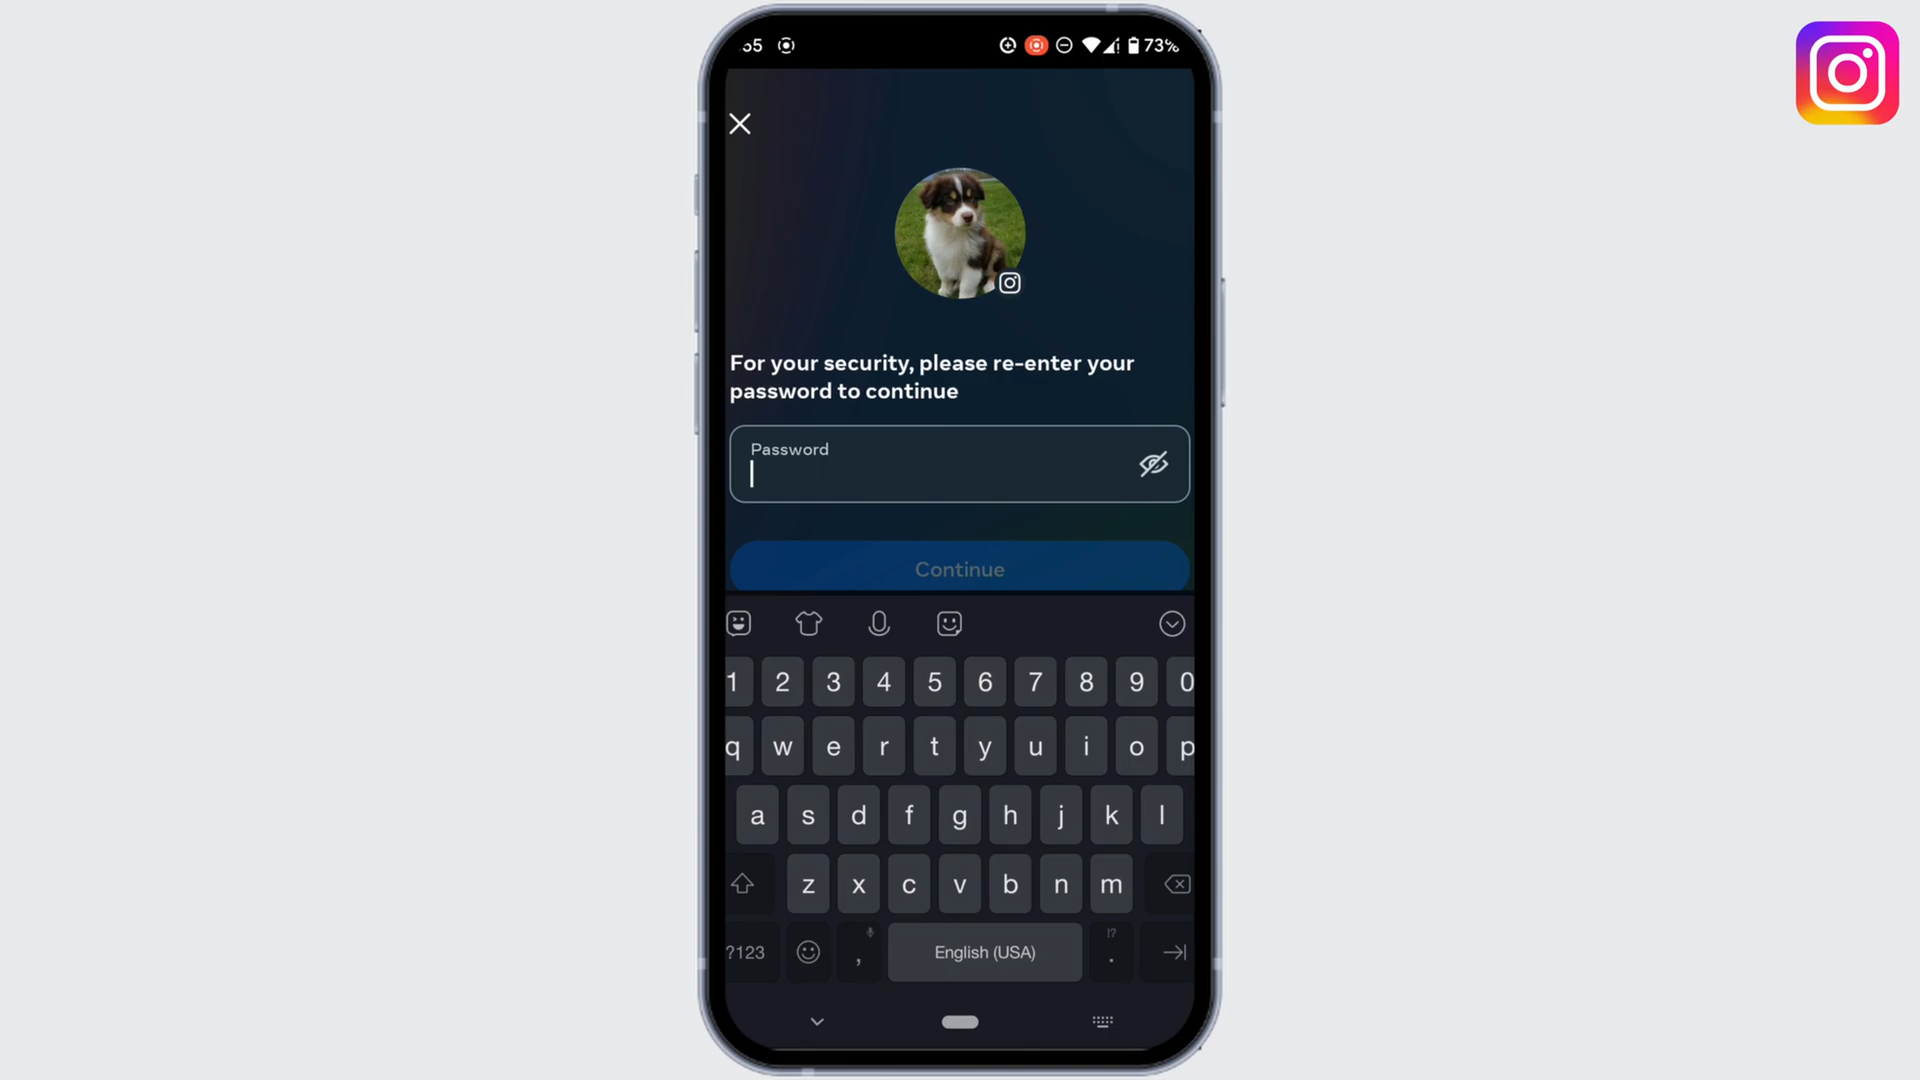 :55 73%
For your security, please re-enter your
password to continue
Password
Continue
1 2 3 4 5 6 7 8 9 0
q w e r t y u i o p
a s d f g h j k l
z x c v b n m
!?
?123 , English (USA) .